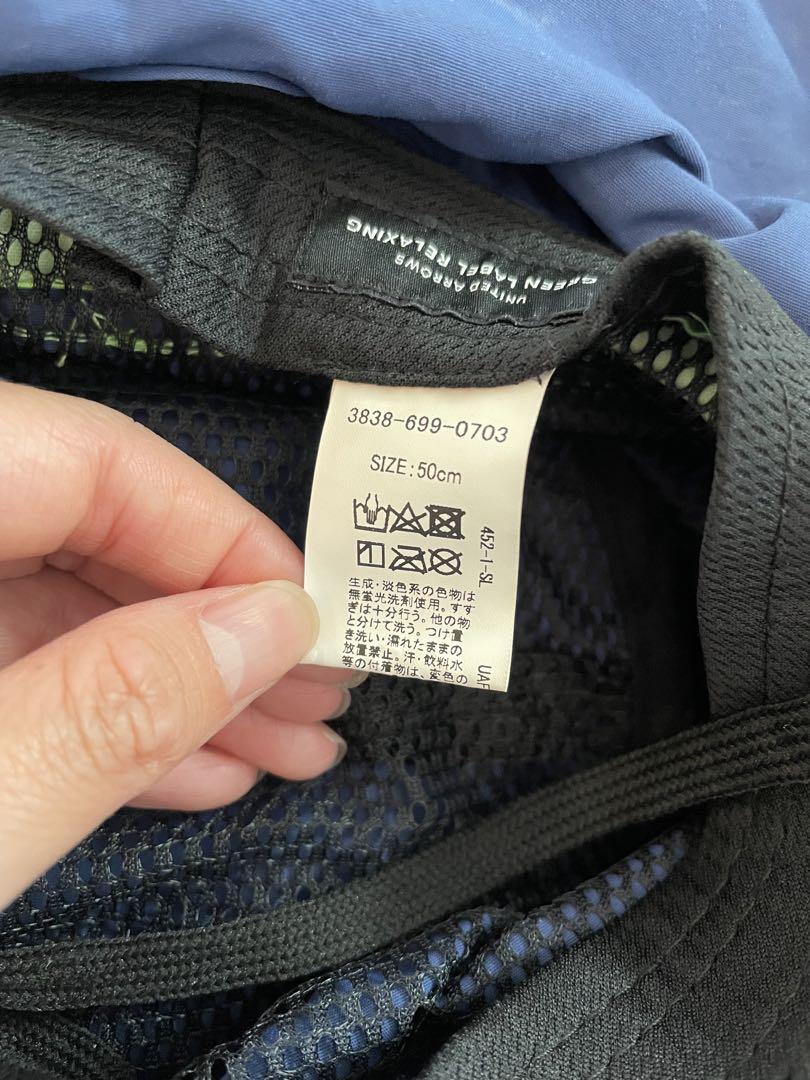 UNITED ARROWS
GREEN LABEL RELAXING
3838-699-0703
SIZE:50cm
452-1-SL
生成・淡色系の色物は
無蛍光洗剤使用。すす
ぎは十分行う。他の物
と分けて洗う。つけ置
き洗い・濡れたままの
放置禁止。汗・飲料水
等の付着物は、変色の
UAF